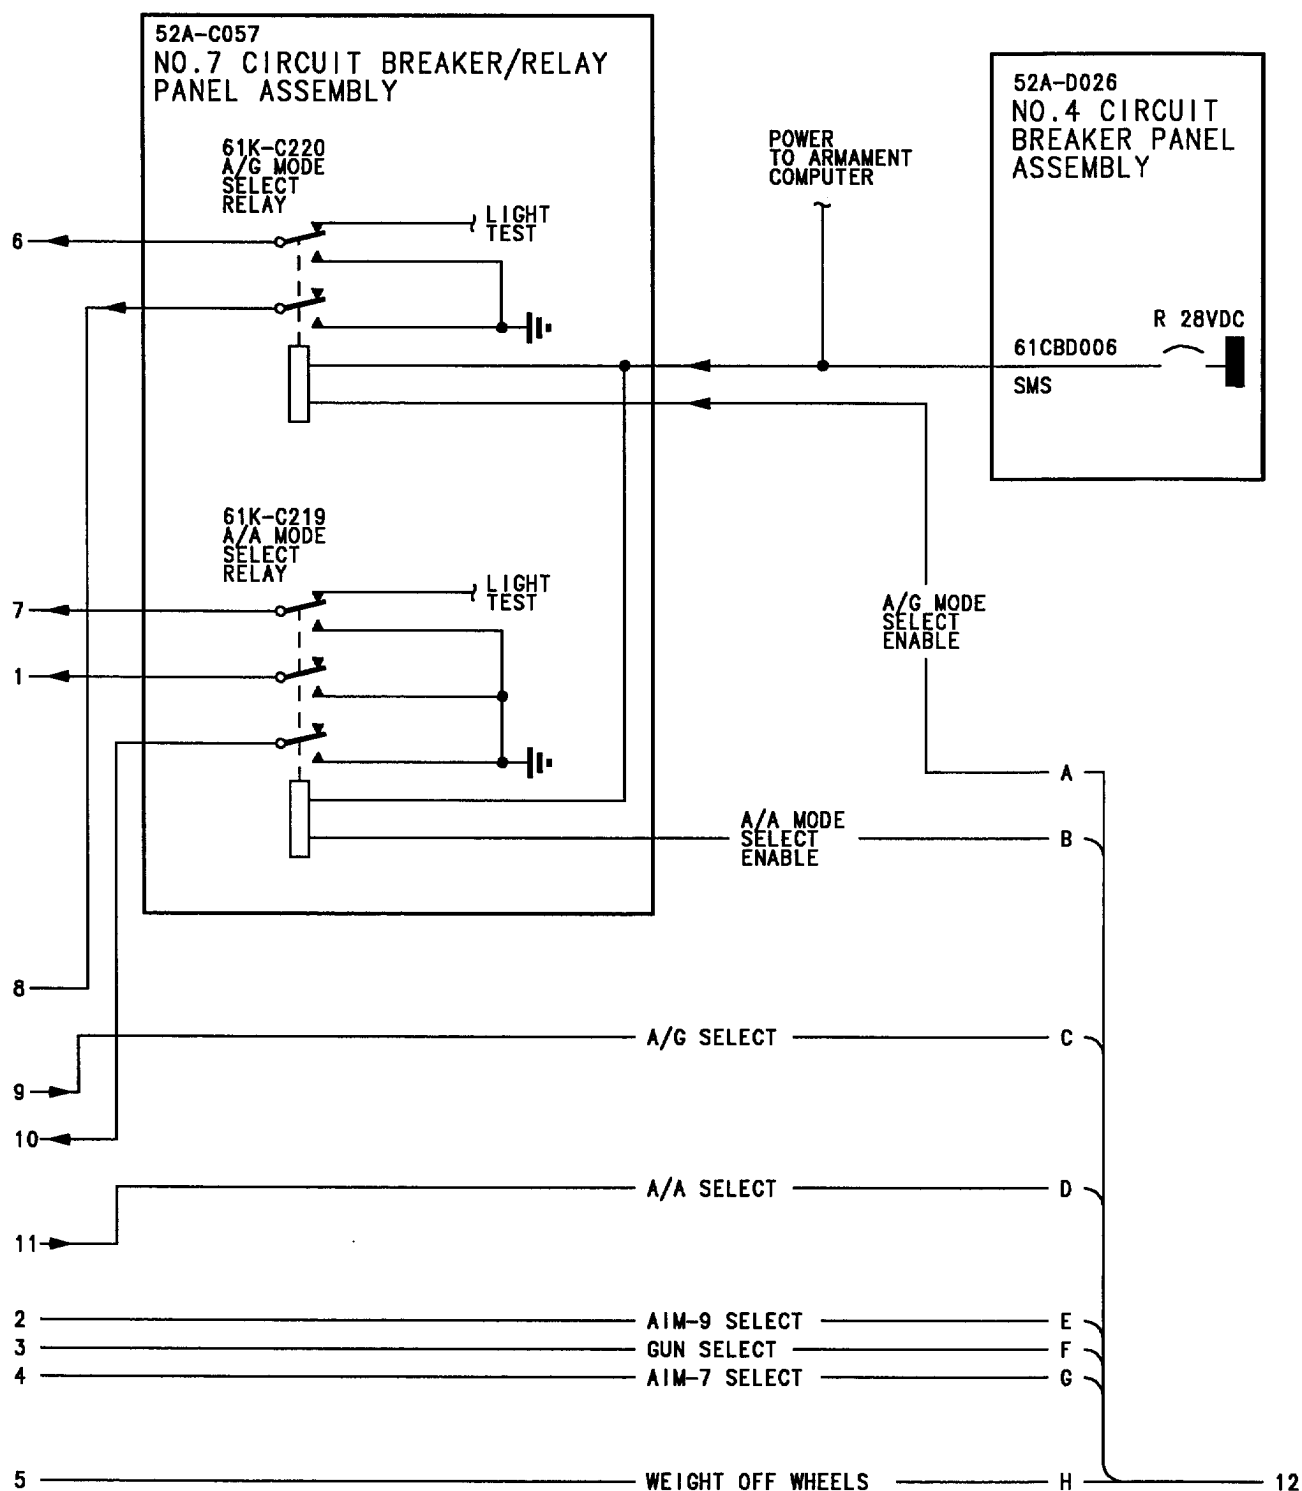 52A-C057
NO.7 CIRCUIT BREAKER/RELAY
PANEL ASSEMBLY
61K-C220
A/G MODE
SELECT
RELAY
LIGHT
TEST
6
POWER
TO ARMAMENT
COMPUTER
52A-D026
NO.4 CIRCUIT
BREAKER PANEL
ASSEMBLY
R 28VDC
61CBD006
SMS
61K-C219
A/A MODE
SELECT
RELAY
LIGHT
TEST
7
1
A/G MODE
SELECT
ENABLE
A
A/A MODE
SELECT
ENABLE
B
8
A/G SELECT
C
9
10
A/A SELECT
D
11
2
AIM-9 SELECT
E
3
GUN SELECT
F
4
AIM-7 SELECT
G
5
WEIGHT OFF WHEELS
H
12